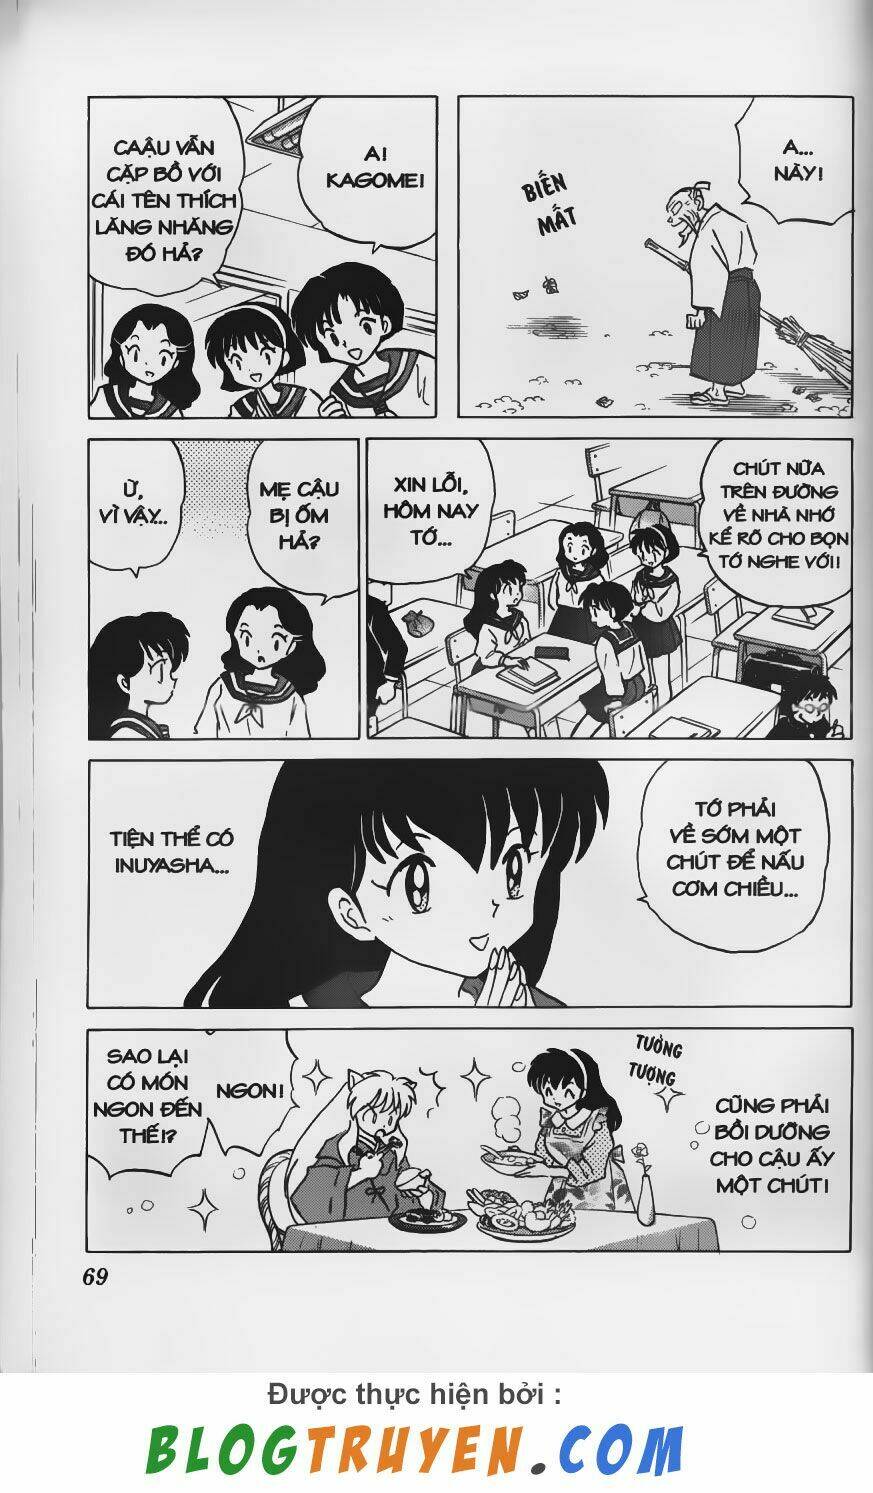 A...
NÀY!
BIẾN
MẤT
A!
KAGOME!
CAẬU VẪN
CẶP BỒ VỚI
CÁI TÊN THÍCH
LĂNG NHĂNG
ĐÓ HẢ?
CHÚT NỮA
TRÊN ĐƯỜNG
VỀ NHÀ NHỚ
KỂ RÕ CHO BỌN
TỚ NGHE VỚI!!
XIN LỖI,
HÔM NAY
TỚ...
MẸ CẬU
BỊ ỐM
HẢ?
Ừ,
VÌ VẬY...
TỚ PHẢI
VỀ SỚM MỘT
CHÚT ĐỂ NẤU
CƠM CHIỀU...
TIỆN THỂ CÓ
INUYASHA...
TƯỞNG
TƯỢNG
CŨNG PHẢI
BỒI DƯỠNG
CHO CẬU ẤY
MỘT CHÚT!
NGON!
SAO LẠI
CÓ MÓN
NGON ĐẾN
THẾ!?
69
Được thực hiện bởi :
BLOGTRUYEN.COM